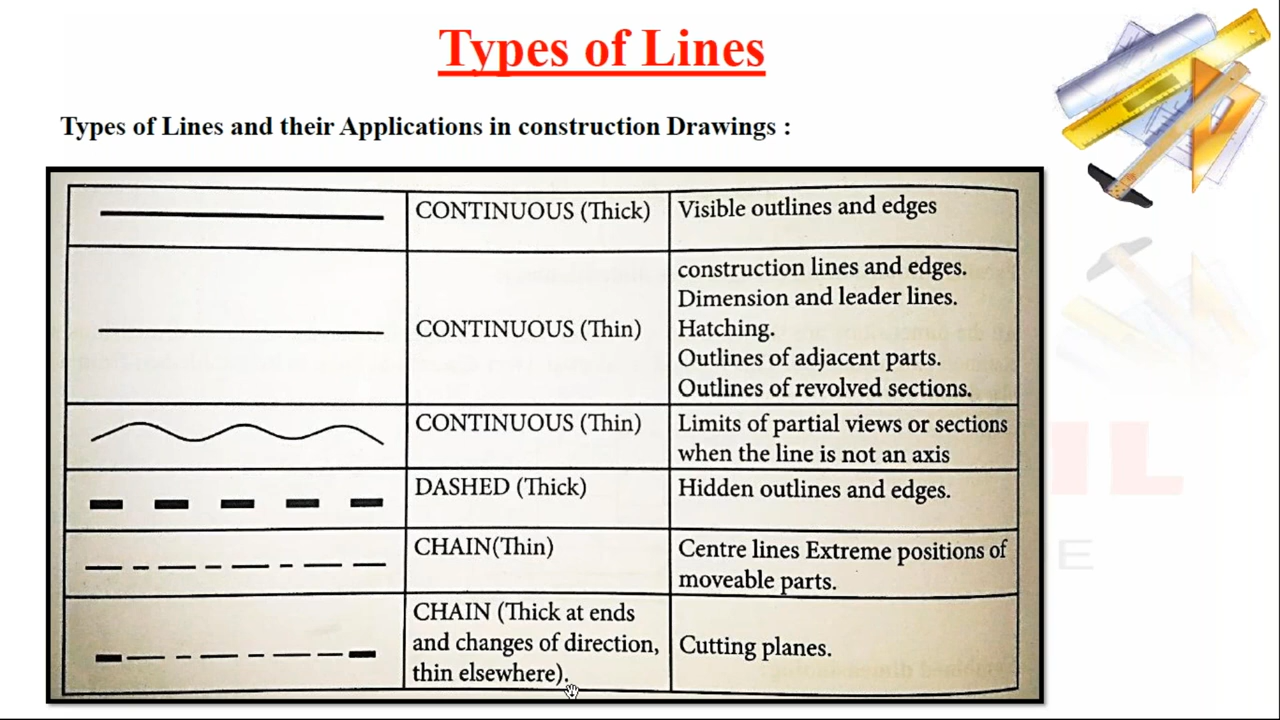 Types of Lines
Types of Lines and their Applications in construction Drawings :
CONTINUOUS (Thick)
Visible outlines and edges
CONTINUOUS (Thin)
construction lines and edges.
Dimension and leader lines.
Hatching.
Outlines of adjacent parts.
Outlines of revolved sections.
CONTINUOUS (Thin)
Limits of partial views or sections
when the line is not an axis
DASHED (Thick)
Hidden outlines and edges.
CHAIN(Thin)
Centre lines Extreme positions of
moveable parts.
CHAIN (Thick at ends
and changes of direction,
thin elsewhere).
Cutting planes.